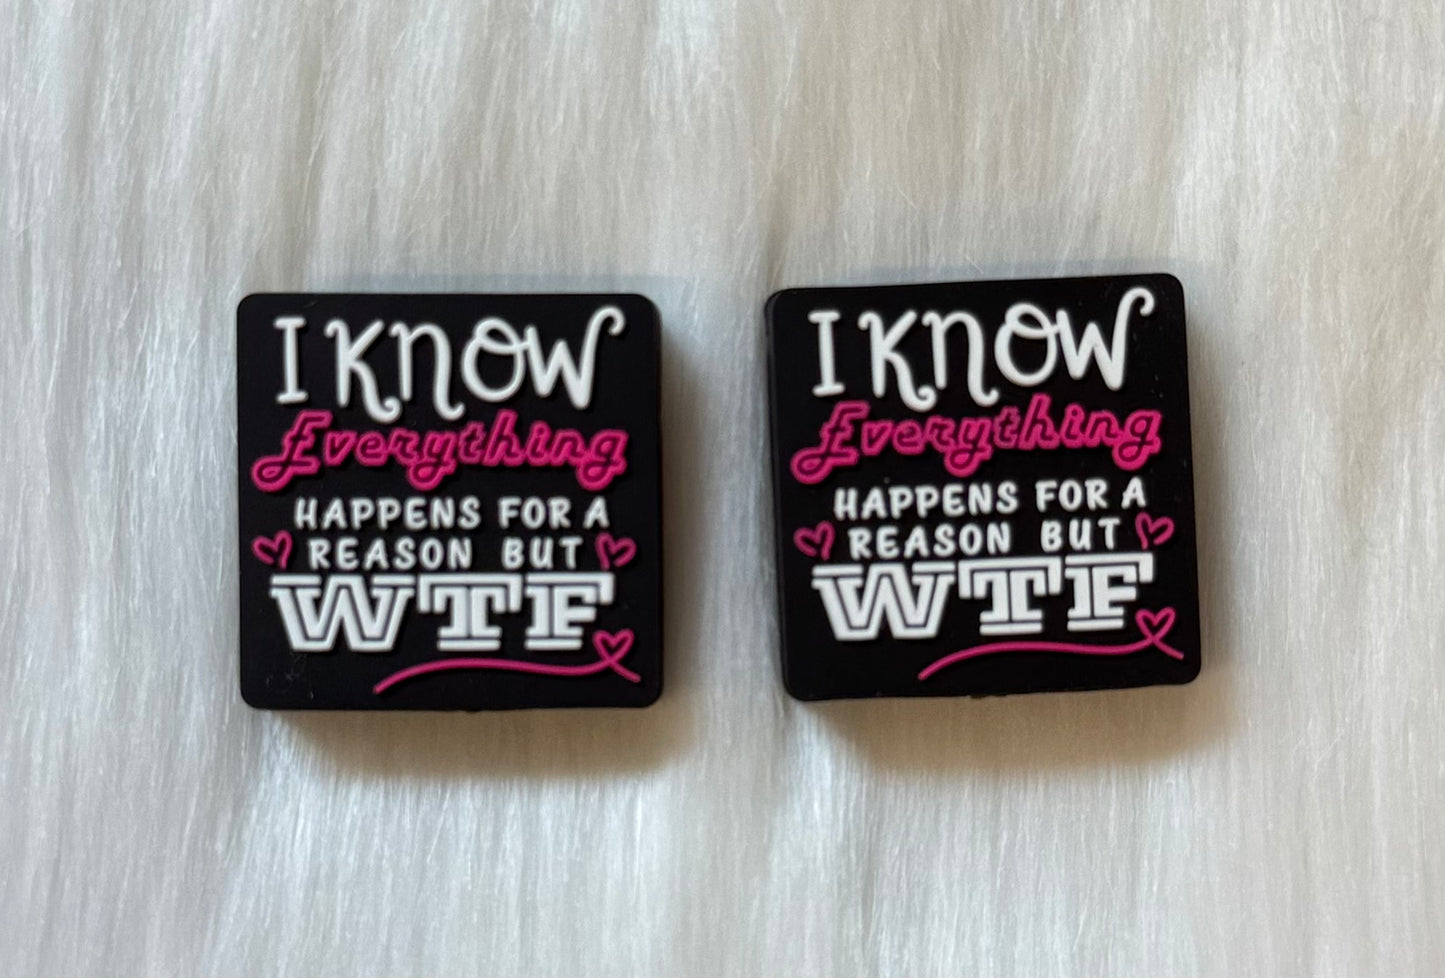 I KNOW
Everything
HAPPENS FOR A
REASON BUT
WTF
I KNOW
Everything
HAPPENS FOR A
REASON BUT
WTF